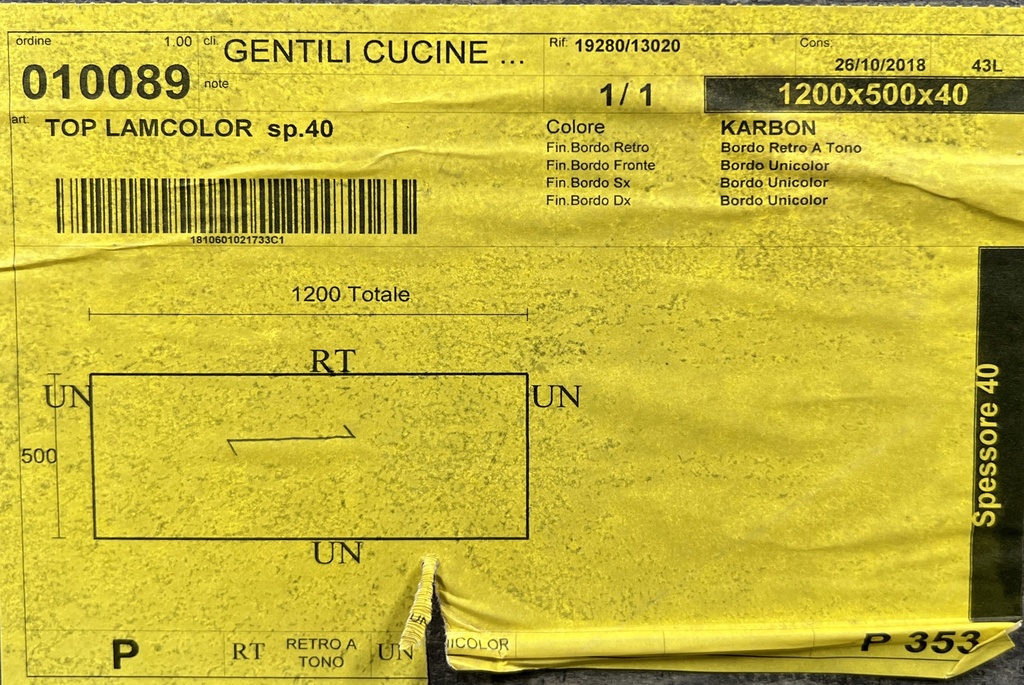 ordine 1.00 cli. GENTILI CUCINE ... Rif. 19280/13020 Cons.
010089 note 26/10/2018 43L
1/ 1 1200x500x40
art: TOP LAMCOLOR sp.40
Colore KARBON
Fin.Bordo Retro Bordo Retro A Tono
Fin.Bordo Fronte Bordo Unicolor
Fin.Bordo Sx Bordo Unicolor
Fin.Bordo Dx Bordo Unicolor
1810601021733C1
1200 Totale
RT
UN UN
500
UN
Spessore 40
P RT RETRO A TONO UN NICOLOR P 353
UN